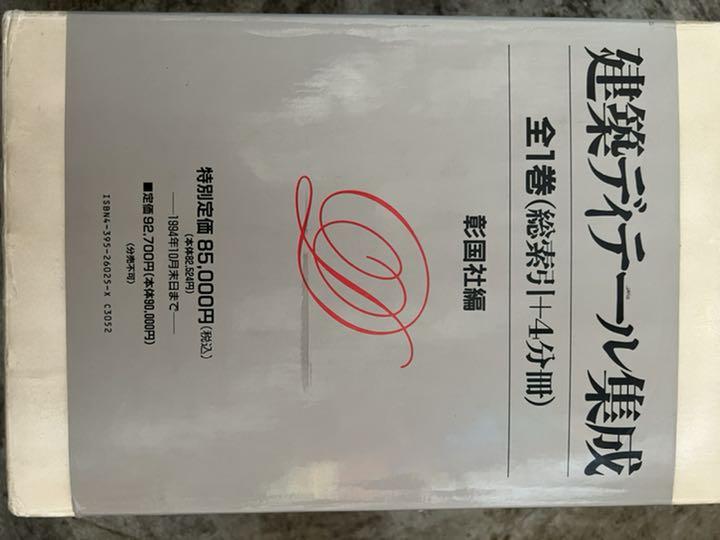 建築ディテール集成
全1巻(総索引+4分冊)
彰国社編
特別定価 85,000円(税込)
(本体82,524円)
——1994年10月末日まで——
■定価92,700円(本体90,000円)
(分売不可)
ISBN4-395-26025-X C3052